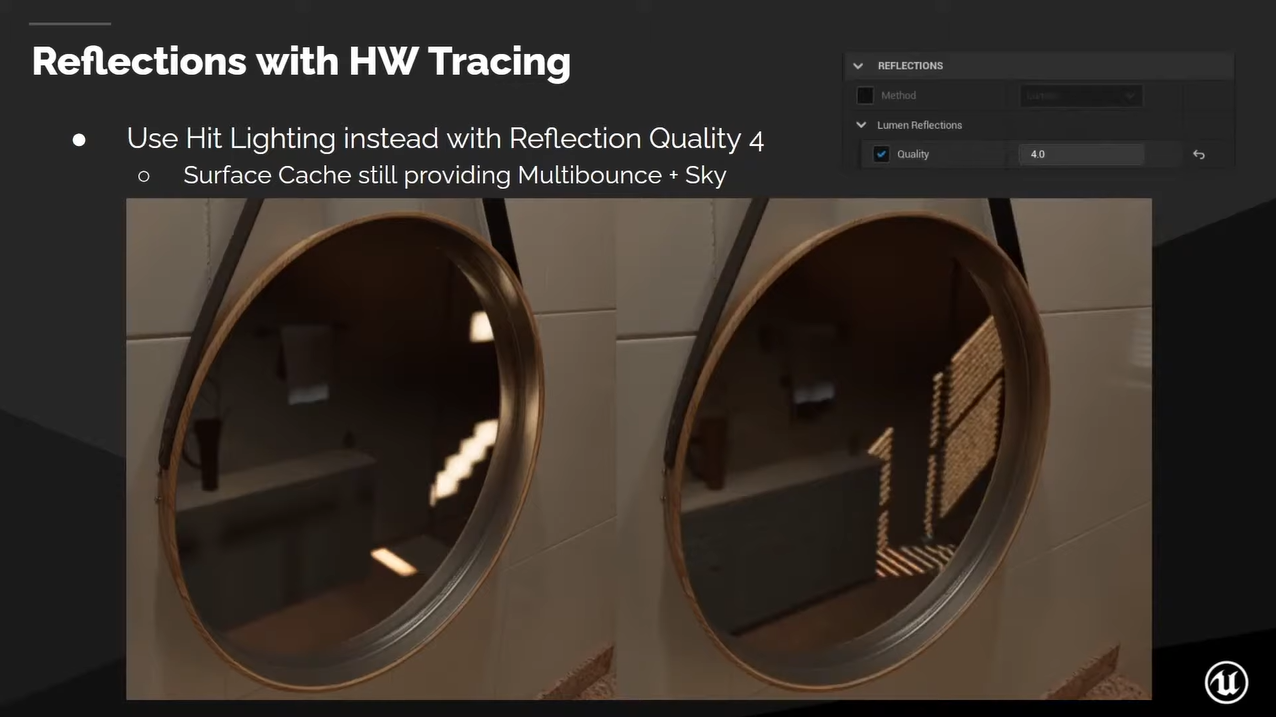 Reflections with HW Tracing
● Use Hit Lighting instead with Reflection Quality 4
○ Surface Cache still providing Multibounce + Sky
REFLECTIONS
Method
Lumen Reflections
Quality 4.0